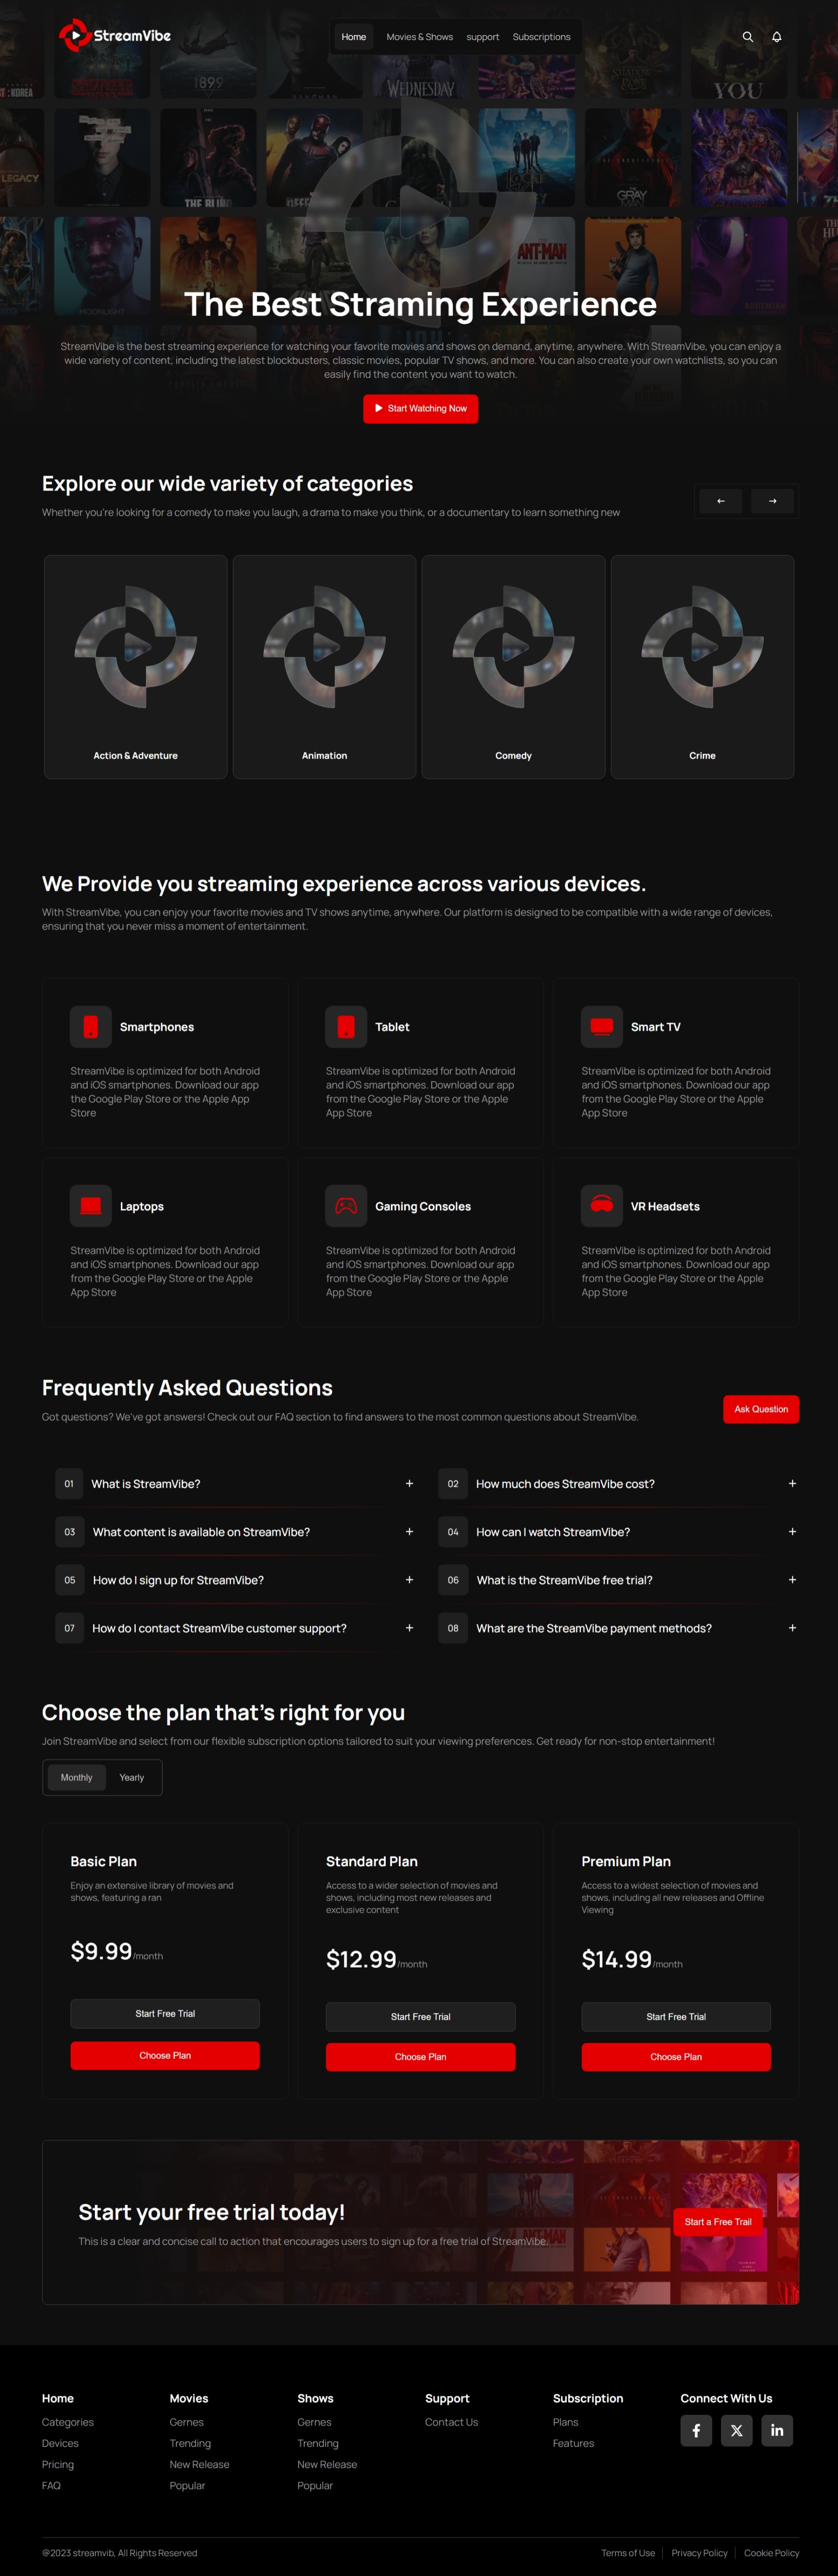 StreamVibe
Home
Movies & Shows
support
Subscriptions
1899
WEDNESDAY
YOU
LEGACY
THE
GRAY
MAN
ANT-MAN
MOONLIGHT
The Best Straming Experience
StreamVibe is the best streaming experience for watching your favorite movies and shows on demand, anytime, anywhere. With StreamVibe, you can enjoy a
wide variety of content, including the latest blockbusters, classic movies, popular TV shows, and more. You can also create your own watchlists, so you can
easily find the content you want to watch.
Start Watching Now
Explore our wide variety of categories
Whether you're looking for a comedy to make you laugh, a drama to make you think, or a documentary to learn something new
← →
Action & Adventure
Animation
Comedy
Crime
We Provide you streaming experience across various devices.
With StreamVibe, you can enjoy your favorite movies and TV shows anytime, anywhere. Our platform is designed to be compatible with a wide range of devices,
ensuring that you never miss a moment of entertainment.
Smartphones
StreamVibe is optimized for both Android
and iOS smartphones. Download our app
the Google Play Store or the Apple App
Store
Tablet
StreamVibe is optimized for both Android
and iOS smartphones. Download our app
from the Google Play Store or the Apple
App Store
Smart TV
StreamVibe is optimized for both Android
and iOS smartphones. Download our app
from the Google Play Store or the Apple
App Store
Laptops
StreamVibe is optimized for both Android
and iOS smartphones. Download our app
from the Google Play Store or the Apple
App Store
Gaming Consoles
StreamVibe is optimized for both Android
and iOS smartphones. Download our app
from the Google Play Store or the Apple
App Store
VR Headsets
StreamVibe is optimized for both Android
and iOS smartphones. Download our app
from the Google Play Store or the Apple
App Store
Frequently Asked Questions
Got questions? We've got answers! Check out our FAQ section to find answers to the most common questions about StreamVibe.
Ask Question
01 What is StreamVibe? +
02 How much does StreamVibe cost? +
03 What content is available on StreamVibe? +
04 How can I watch StreamVibe? +
05 How do I sign up for StreamVibe? +
06 What is the StreamVibe free trial? +
07 How do I contact StreamVibe customer support? +
08 What are the StreamVibe payment methods? +
Choose the plan that's right for you
Join StreamVibe and select from our flexible subscription options tailored to suit your viewing preferences. Get ready for non-stop entertainment!
Monthly
Yearly
Basic Plan
Enjoy an extensive library of movies and
shows, featuring a ran
$9.99/month
Start Free Trial
Choose Plan
Standard Plan
Access to a wider selection of movies and
shows, including most new releases and
exclusive content
$12.99/month
Start Free Trial
Choose Plan
Premium Plan
Access to a widest selection of movies and
shows, including all new releases and Offline
Viewing
$14.99/month
Start Free Trial
Choose Plan
Start your free trial today!
This is a clear and concise call to action that encourages users to sign up for a free trial of StreamVibe.
ANT-MAN
Start a Free Trail
Home
Categories
Devices
Pricing
FAQ
Movies
Gernes
Trending
New Release
Popular
Shows
Gernes
Trending
New Release
Popular
Support
Contact Us
Subscription
Plans
Features
Connect With Us
@2023 streamvib, All Rights Reserved
Terms of Use
Privacy Policy
Cookie Policy